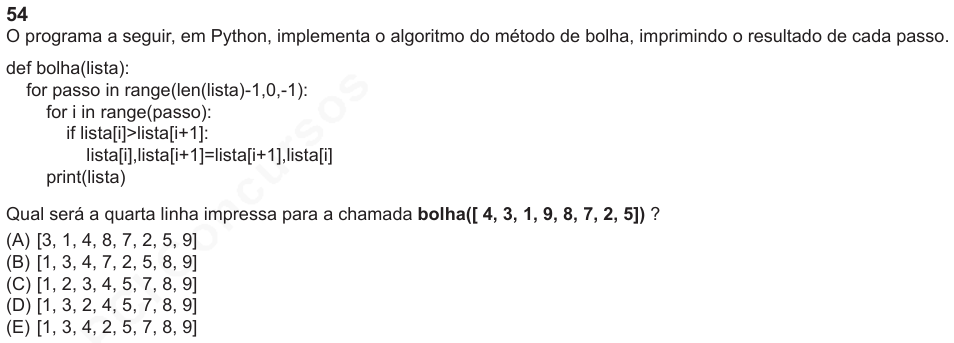 54
O programa a seguir, em Python, implementa o algoritmo do método de bolha, imprimindo o resultado de cada passo.
def bolha(lista):
for passo in range(len(lista)-1,0,-1):
for i in range(passo):
if lista[i]>lista[i+1]:
lista[i],lista[i+1]=lista[i+1],lista[i]
print(lista)
Qual será a quarta linha impressa para a chamada bolha([ 4, 3, 1, 9, 8, 7, 2, 5]) ?
(A) [3, 1, 4, 8, 7, 2, 5, 9]
(B) [1, 3, 4, 7, 2, 5, 8, 9]
(C) [1, 2, 3, 4, 5, 7, 8, 9]
(D) [1, 3, 2, 4, 5, 7, 8, 9]
(E) [1, 3, 4, 2, 5, 7, 8, 9]